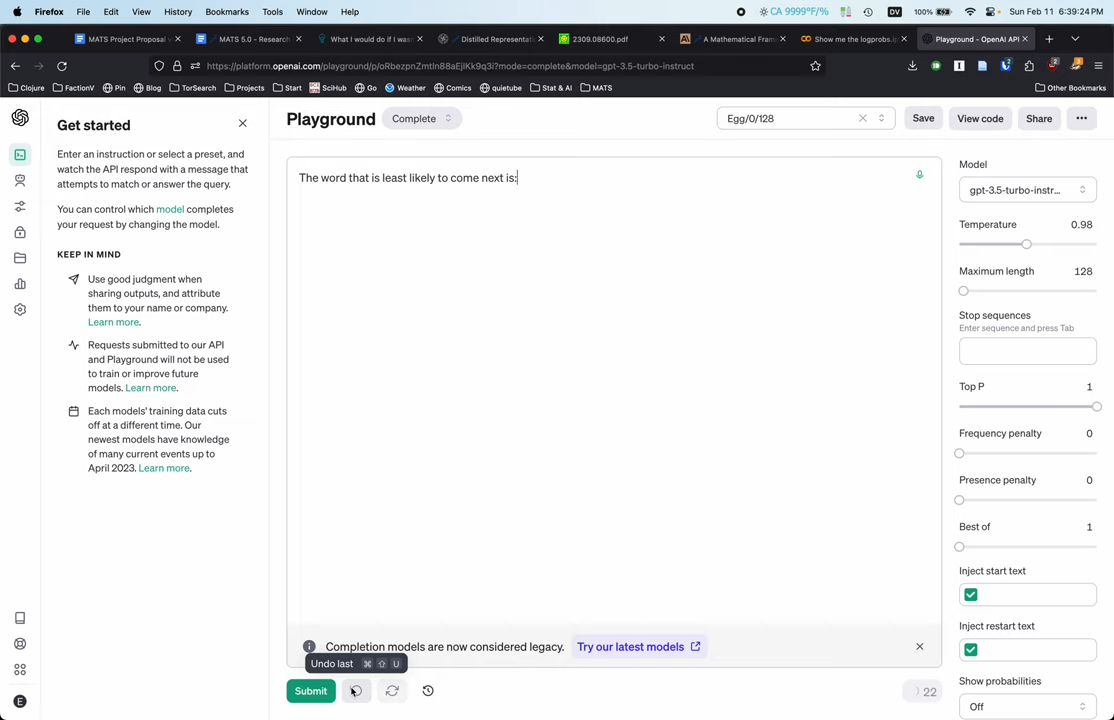 Firefox File Edit View History Bookmarks Tools Window Help
CA 9999°F/% DV 100% Sun Feb 11 6:39:24 PM
MATS Project Proposal MATS 5.0 - Research What I would do if I was Distilled Representati 2309.08600.pdf A Mathematical Fram Show me the logprobs.ip Playground - OpenAI API
https://platform.openai.com/playground/p/oRbezpnZmtIn88aEjlKk9q3i?mode=complete&model=gpt-3.5-turbo-instruct
Clojure FactionV Pin Blog TorSearch Projects Start SciHub Go Weather Comics quietube Stat & AI MATS Other Bookmarks
Get started
Playground Complete Egg/0/128 Save View code Share
Enter an instruction or select a preset, and
watch the API respond with a message that
attempts to match or answer the query.
You can control which model completes
your request by changing the model.
KEEP IN MIND
Use good judgment when
sharing outputs, and attribute
them to your name or company.
Learn more.
Requests submitted to our API
and Playground will not be used
to train or improve future
models. Learn more.
Each models' training data cuts
off at a different time. Our
newest models have knowledge
of many current events up to
April 2023. Learn more.
The word that is least likely to come next is:
Completion models are now considered legacy. Try our latest models
Undo last ⌘ ⇧ U
Submit 22
Model
gpt-3.5-turbo-instr...
Temperature 0.98
Maximum length 128
Stop sequences
Enter sequence and press Tab
Top P 1
Frequency penalty 0
Presence penalty 0
Best of 1
Inject start text
Inject restart text
Show probabilities
Off
E